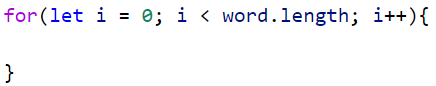 for(let i = 0; i < word.length; i++){
}